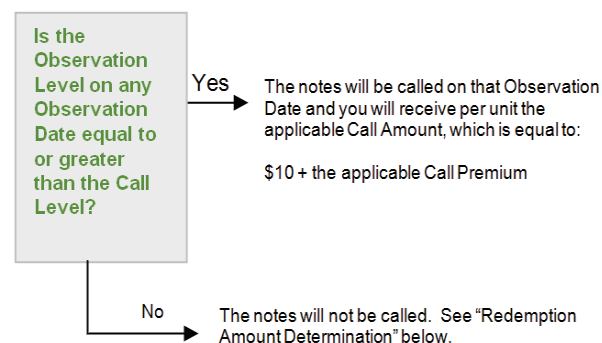 Is the
Observation
Level on any
Observation
Date equal to
or greater
than the Call
Level?
Yes
The notes will be called on that Observation
Date and you will receive per unit the
applicable Call Amount, which is equal to:
$10 + the applicable Call Premium
No
The notes will not be called.  See “Redemption
Amount Determination” below.